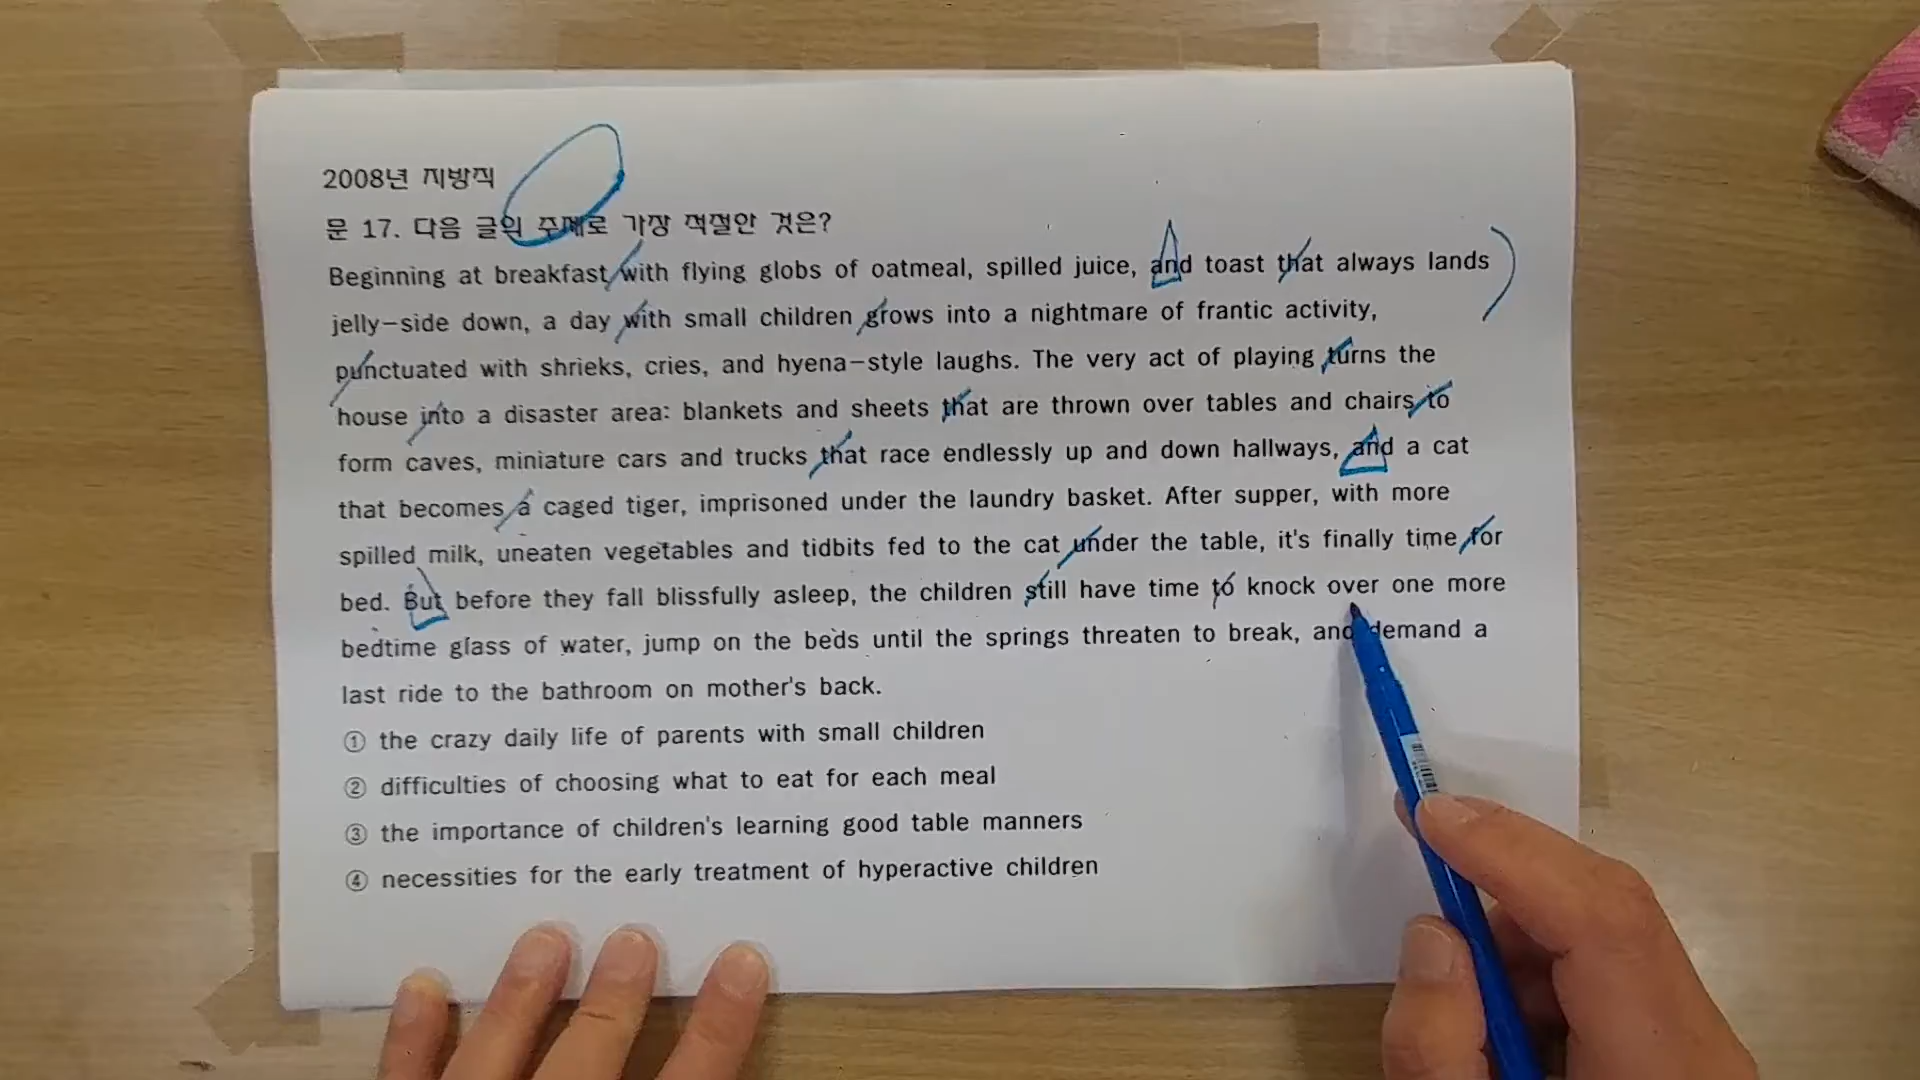 2008년 지방직
문 17. 다음 글의 주제로 가장 적절한 것은?
Beginning at breakfast with flying globs of oatmeal, spilled juice, and toast that always lands
jelly-side down, a day with small children grows into a nightmare of frantic activity,
punctuated with shrieks, cries, and hyena-style laughs. The very act of playing turns the
house into a disaster area: blankets and sheets that are thrown over tables and chairs to
form caves, miniature cars and trucks that race endlessly up and down hallways, and a cat
that becomes a caged tiger, imprisoned under the laundry basket. After supper, with more
spilled milk, uneaten vegetables and tidbits fed to the cat under the table, it's finally time for
bed. But before they fall blissfully asleep, the children still have time to knock over one more
bedtime glass of water, jump on the beds until the springs threaten to break, and demand a
last ride to the bathroom on mother's back.
① the crazy daily life of parents with small children
② difficulties of choosing what to eat for each meal
③ the importance of children's learning good table manners
④ necessities for the early treatment of hyperactive children